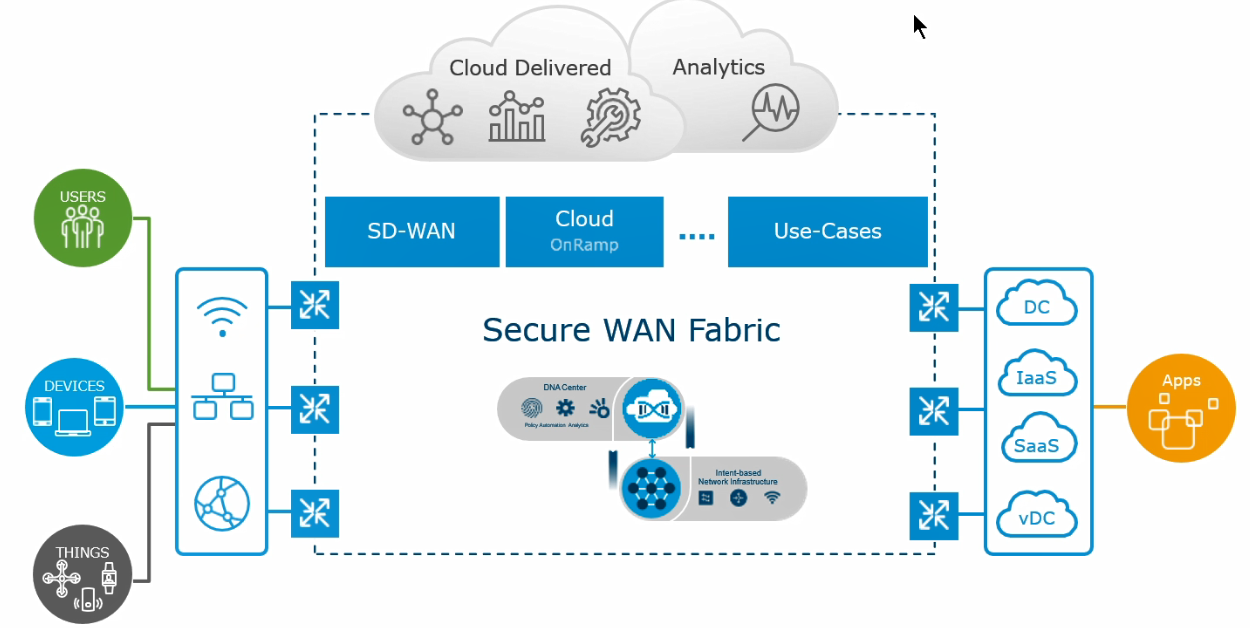 Cloud Delivered
Analytics
USERS
DEVICES
THINGS
SD-WAN
Cloud
OnRamp
Use-Cases
Secure WAN Fabric
DNA Center
Policy Automation Analytics
Intent-based
Network Infrastructure
DC
IaaS
SaaS
vDC
Apps